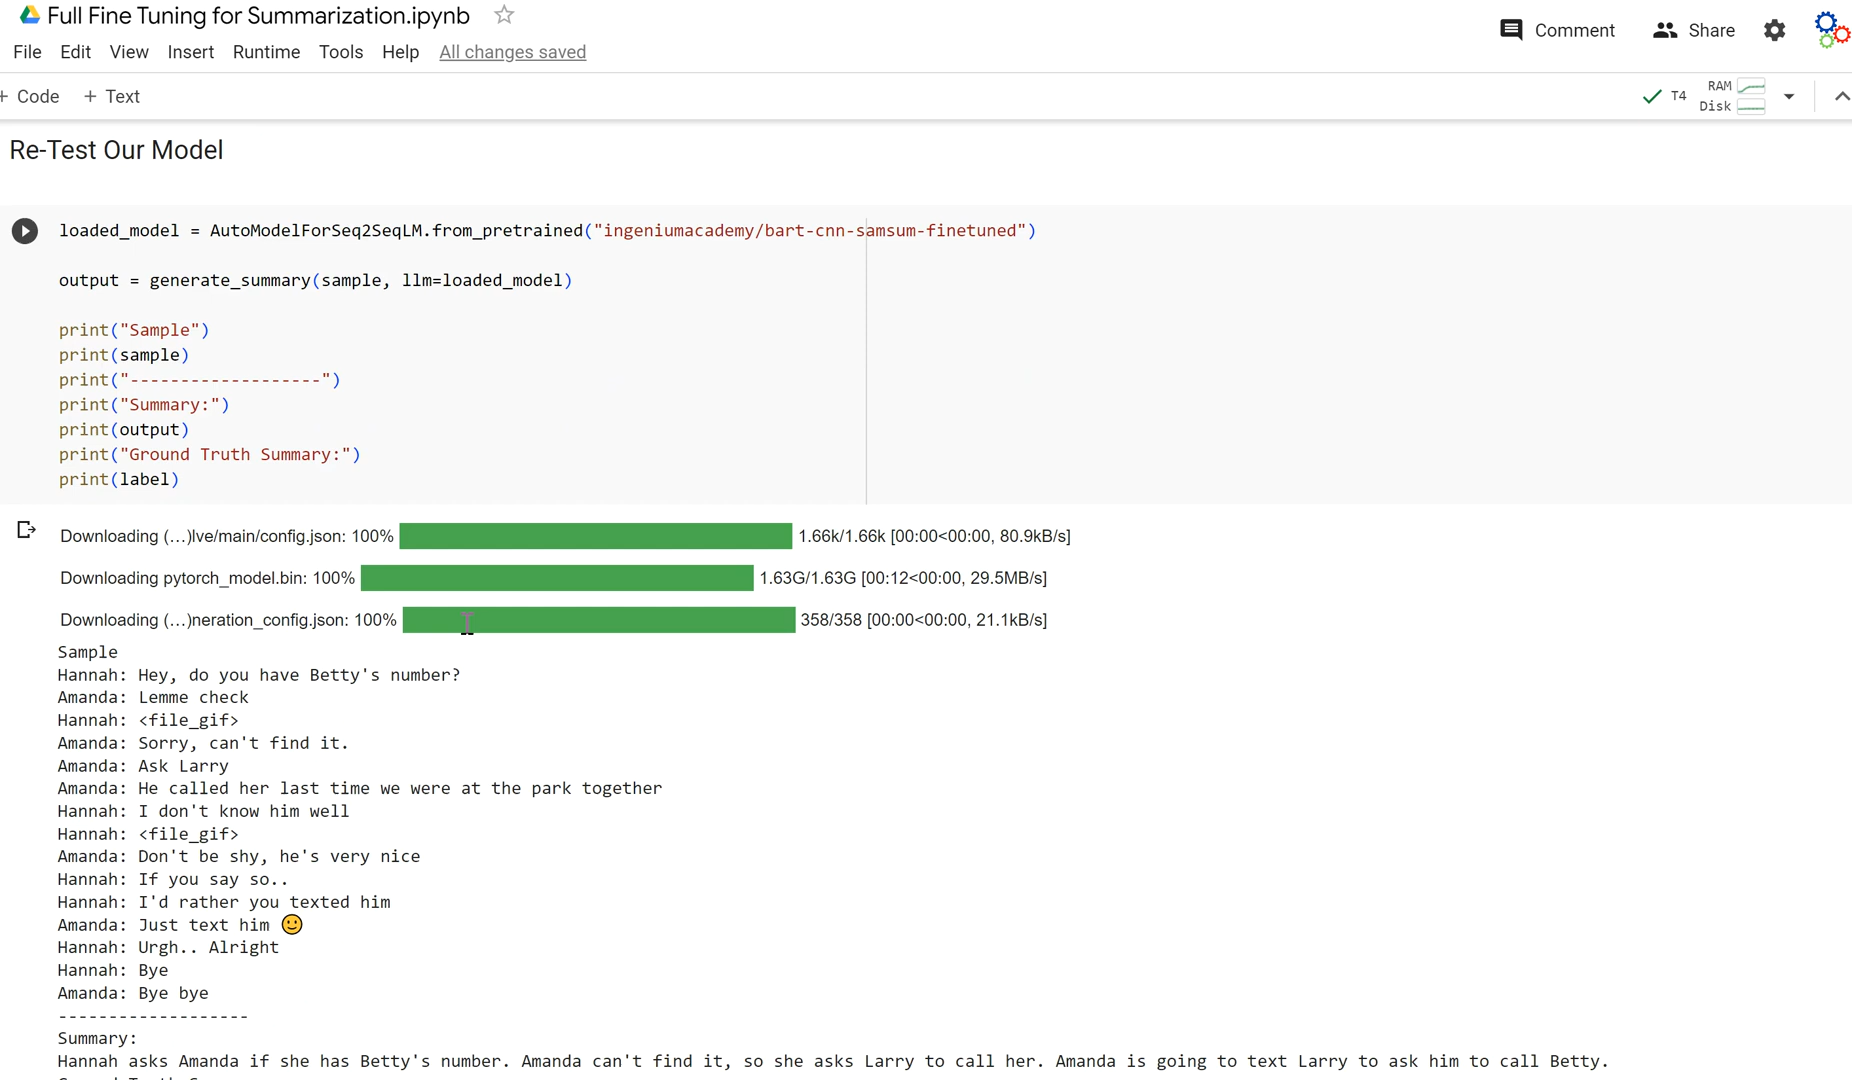 Full Fine Tuning for Summarization.ipynb
Comment
Share
File Edit View Insert Runtime Tools Help All changes saved
+ Code + Text
T4
RAM
Disk
Re-Test Our Model
loaded_model = AutoModelForSeq2SeqLM.from_pretrained("ingeniumacademy/bart-cnn-samsum-finetuned")
output = generate_summary(sample, llm=loaded_model)
print("Sample")
print(sample)
print("-------------------")
print("Summary:")
print(output)
print("Ground Truth Summary:")
print(label)
Downloading (…)lve/main/config.json: 100% 1.66k/1.66k [00:00<00:00, 80.9kB/s]
Downloading pytorch_model.bin: 100% 1.63G/1.63G [00:12<00:00, 29.5MB/s]
Downloading (…)neration_config.json: 100% 358/358 [00:00<00:00, 21.1kB/s]
Sample
Hannah: Hey, do you have Betty's number?
Amanda: Lemme check
Hannah: <file_gif>
Amanda: Sorry, can't find it.
Amanda: Ask Larry
Amanda: He called her last time we were at the park together
Hannah: I don't know him well
Hannah: <file_gif>
Amanda: Don't be shy, he's very nice
Hannah: If you say so..
Hannah: I'd rather you texted him
Amanda: Just text him 🙂
Hannah: Urgh.. Alright
Hannah: Bye
Amanda: Bye bye
-------------------
Summary:
Hannah asks Amanda if she has Betty's number. Amanda can't find it, so she asks Larry to call her. Amanda is going to text Larry to ask him to call Betty.